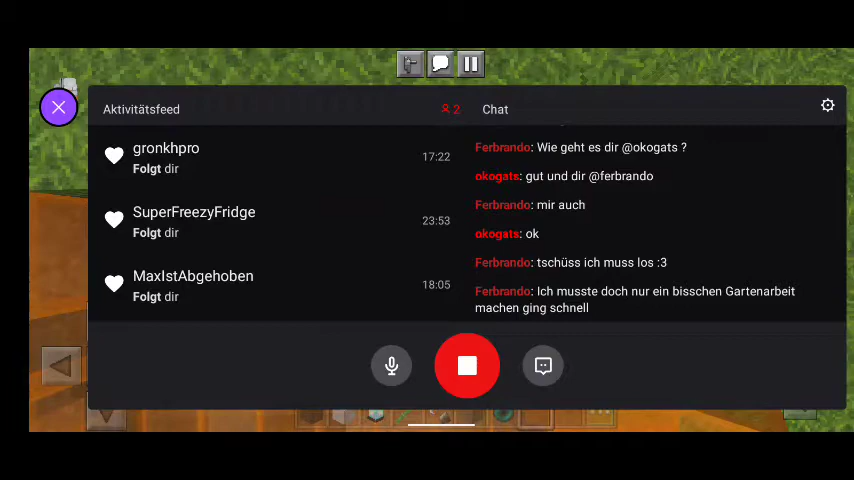 Aktivitätsfeed
2
Chat
gronkhpro
Folgt dir
17:22
SuperFreezyFridge
Folgt dir
23:53
MaxIstAbgehoben
Folgt dir
18:05
Ferbrando: Wie geht es dir @okogats ?
okogats: gut und dir @ferbrando
Ferbrando: mir auch
okogats: ok
Ferbrando: tschüss ich muss los :3
Ferbrando: Ich musste doch nur ein bisschen Gartenarbeit
machen ging schnell